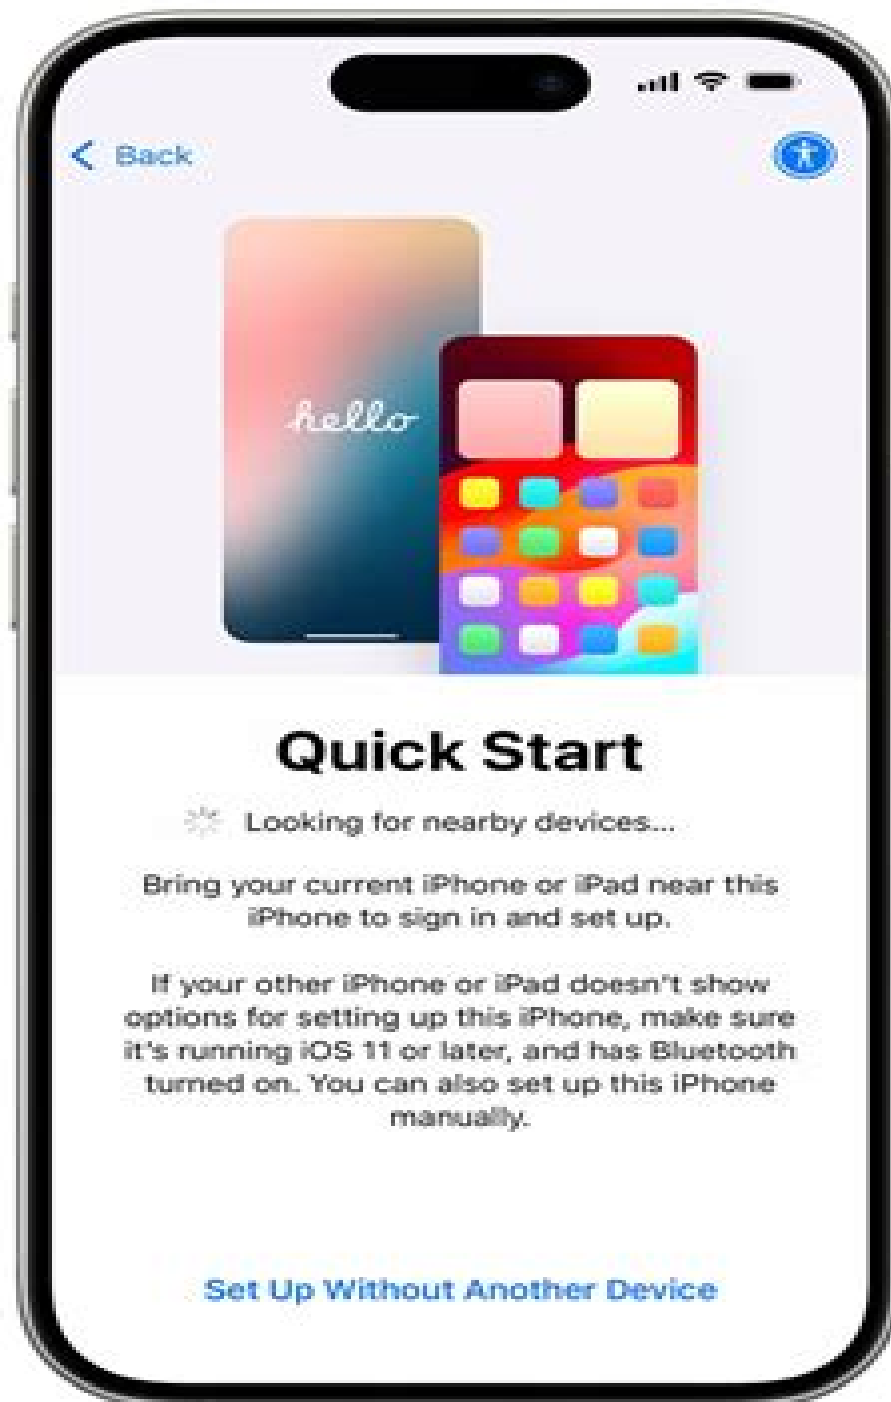 Back
hello
Quick Start
Looking for nearby devices...
Bring your current iPhone or iPad near this
iPhone to sign in and set up.
If your other iPhone or iPad doesn't show
options for setting up this iPhone, make sure
it's running iOS 11 or later, and has Bluetooth
turned on. You can also set up this iPhone
manually.
Set Up Without Another Device